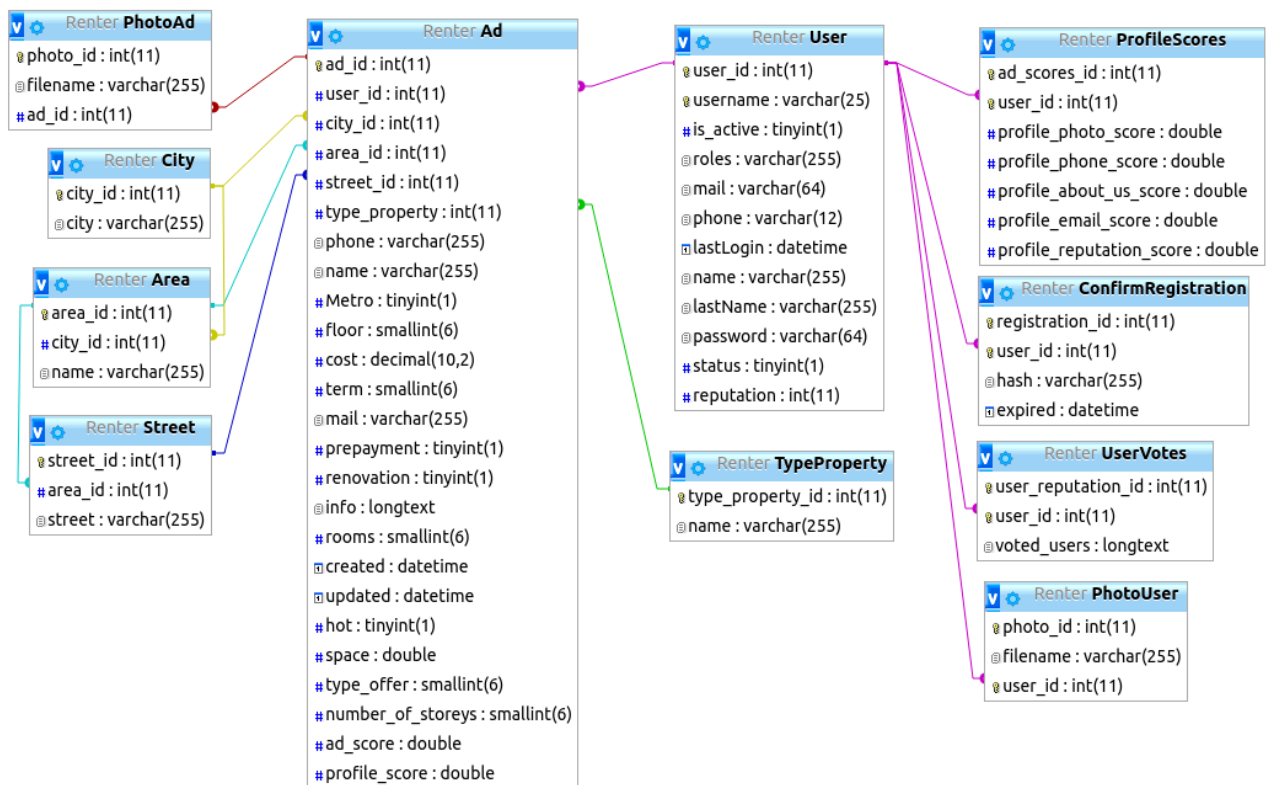 Renter PhotoAd
photo_id : int(11)
filename : varchar(255)
#ad_id : int(11)
Renter City
city_id : int(11)
city : varchar(255)
Renter Area
area_id : int(11)
#city_id : int(11)
name : varchar(255)
Renter Street
street_id : int(11)
#area_id : int(11)
street : varchar(255)
Renter Ad
ad_id : int(11)
#user_id : int(11)
#city_id : int(11)
#area_id : int(11)
#street_id : int(11)
#type_property : int(11)
phone : varchar(255)
name : varchar(255)
#Metro : tinyint(1)
#floor : smallint(6)
#cost : decimal(10,2)
#term : smallint(6)
mail : varchar(255)
#prepayment : tinyint(1)
#renovation : tinyint(1)
info : longtext
#rooms : smallint(6)
created : datetime
updated : datetime
#hot : tinyint(1)
#space : double
#type_offer : smallint(6)
#number_of_storeys : smallint(6)
#ad_score : double
#profile_score : double
Renter User
user_id : int(11)
username : varchar(25)
#is_active : tinyint(1)
roles : varchar(255)
mail : varchar(64)
phone : varchar(12)
lastLogin : datetime
name : varchar(255)
lastName : varchar(255)
password : varchar(64)
#status : tinyint(1)
#reputation : int(11)
Renter TypeProperty
type_property_id : int(11)
name : varchar(255)
Renter ProfileScores
ad_scores_id : int(11)
user_id : int(11)
#profile_photo_score : double
#profile_phone_score : double
#profile_about_us_score : double
#profile_email_score : double
#profile_reputation_score : double
Renter ConfirmRegistration
registration_id : int(11)
user_id : int(11)
hash : varchar(255)
expired : datetime
Renter UserVotes
user_reputation_id : int(11)
user_id : int(11)
voted_users : longtext
Renter PhotoUser
photo_id : int(11)
filename : varchar(255)
user_id : int(11)